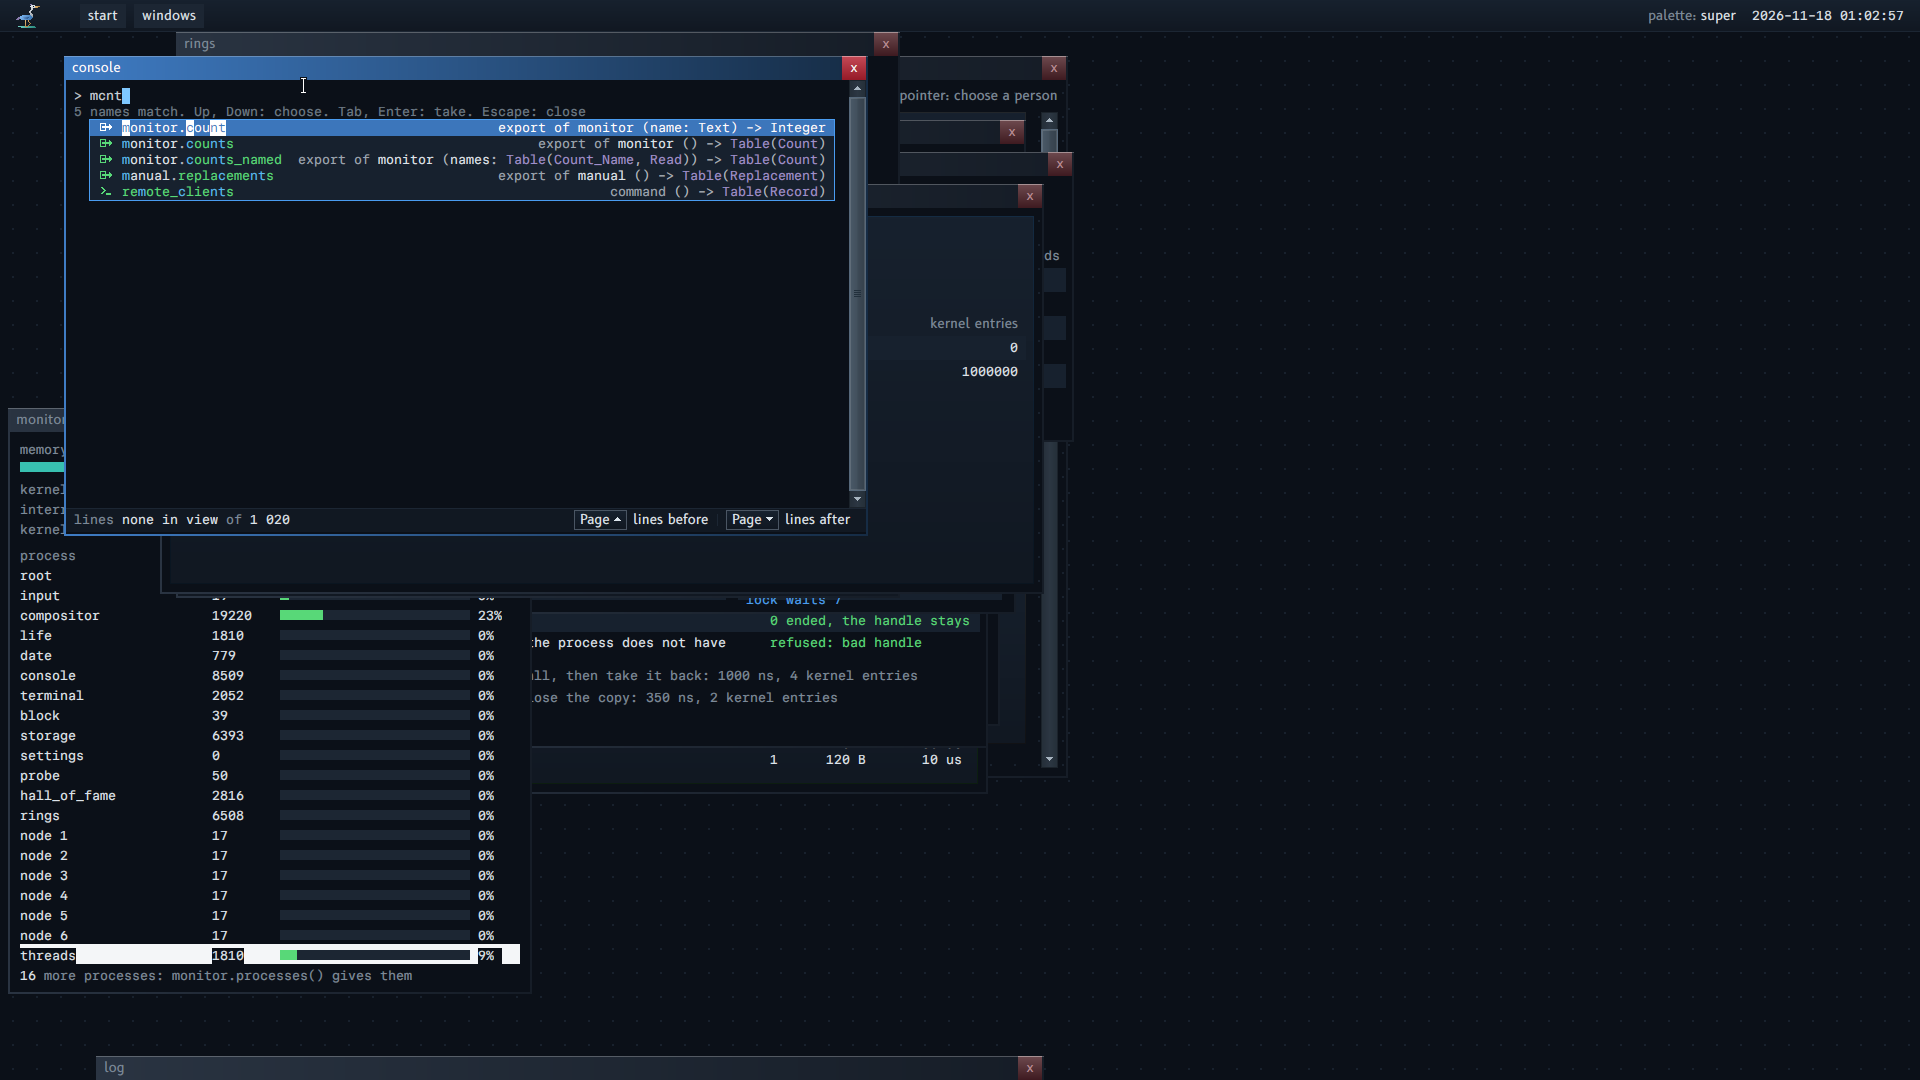 start windows palette: super 2026-11-18 01:02:57
rings x
console x
x
> mcnt
pointer: choose a person
5 names match. Up, Down: choose. Tab, Enter: take. Escape: close
monitor.count export of monitor (name: Text) -> Integer
x
monitor.counts export of monitor () -> Table(Count)
monitor.counts_named export of monitor (names: Table(Count_Name, Read)) -> Table(Count)
x
manual.replacements export of manual () -> Table(Replacement)
remote_clients command () -> Table(Record)
x
ds
kernel entries
0
1000000
lines none in view of 1 020 Page lines before Page lines after
monitor
memory
kernel
kernel
process
root
input
compositor 19220 23%
life 1810 0%
date 779 0%
console 8509 0%
terminal 2052 0%
block 39 0%
storage 6393 0%
settings 0 0%
probe 50 0%
hall_of_fame 2816 0%
rings 6508 0%
node 1 17 0%
node 2 17 0%
node 3 17 0%
node 4 17 0%
node 5 17 0%
node 6 17 0%
threads 1810 9%
16 more processes: monitor.processes() gives them
lock waits 7
0 ended, the handle stays
the process does not have refused: bad handle
all, then take it back: 1000 ns, 4 kernel entries
lose the copy: 350 ns, 2 kernel entries
1 120 B 10 us
log x